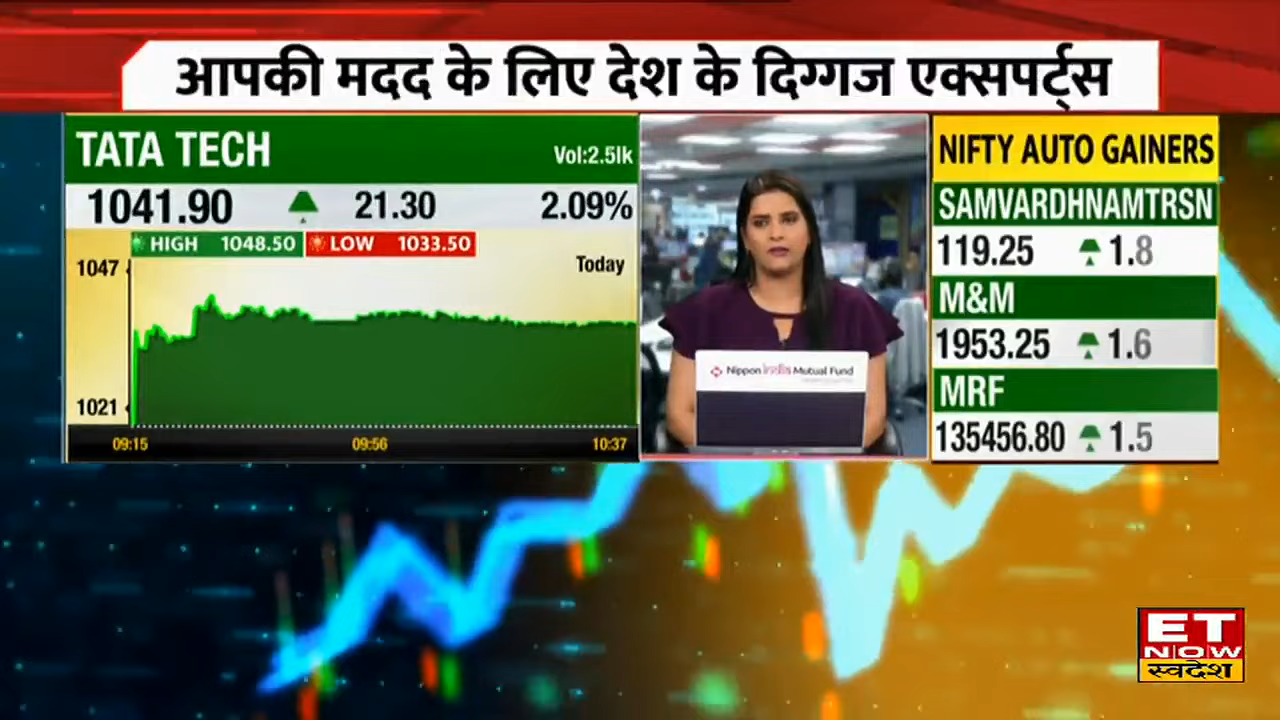 आपकी मदद के लिए देश के दिग्गज एक्सपर्ट्स
TATA TECH
Vol:2.5lk
1041.90 21.30 2.09%
HIGH 1048.50 LOW 1033.50
Today
1047
1021
09:15 09:56 10:37
Nippon india Mutual Fund
NIFTY AUTO GAINERS
SAMVARDHNAMTRSN
119.25 1.8
M&M
1953.25 1.6
MRF
135456.80 1.5
ET
NOW
स्वदेश